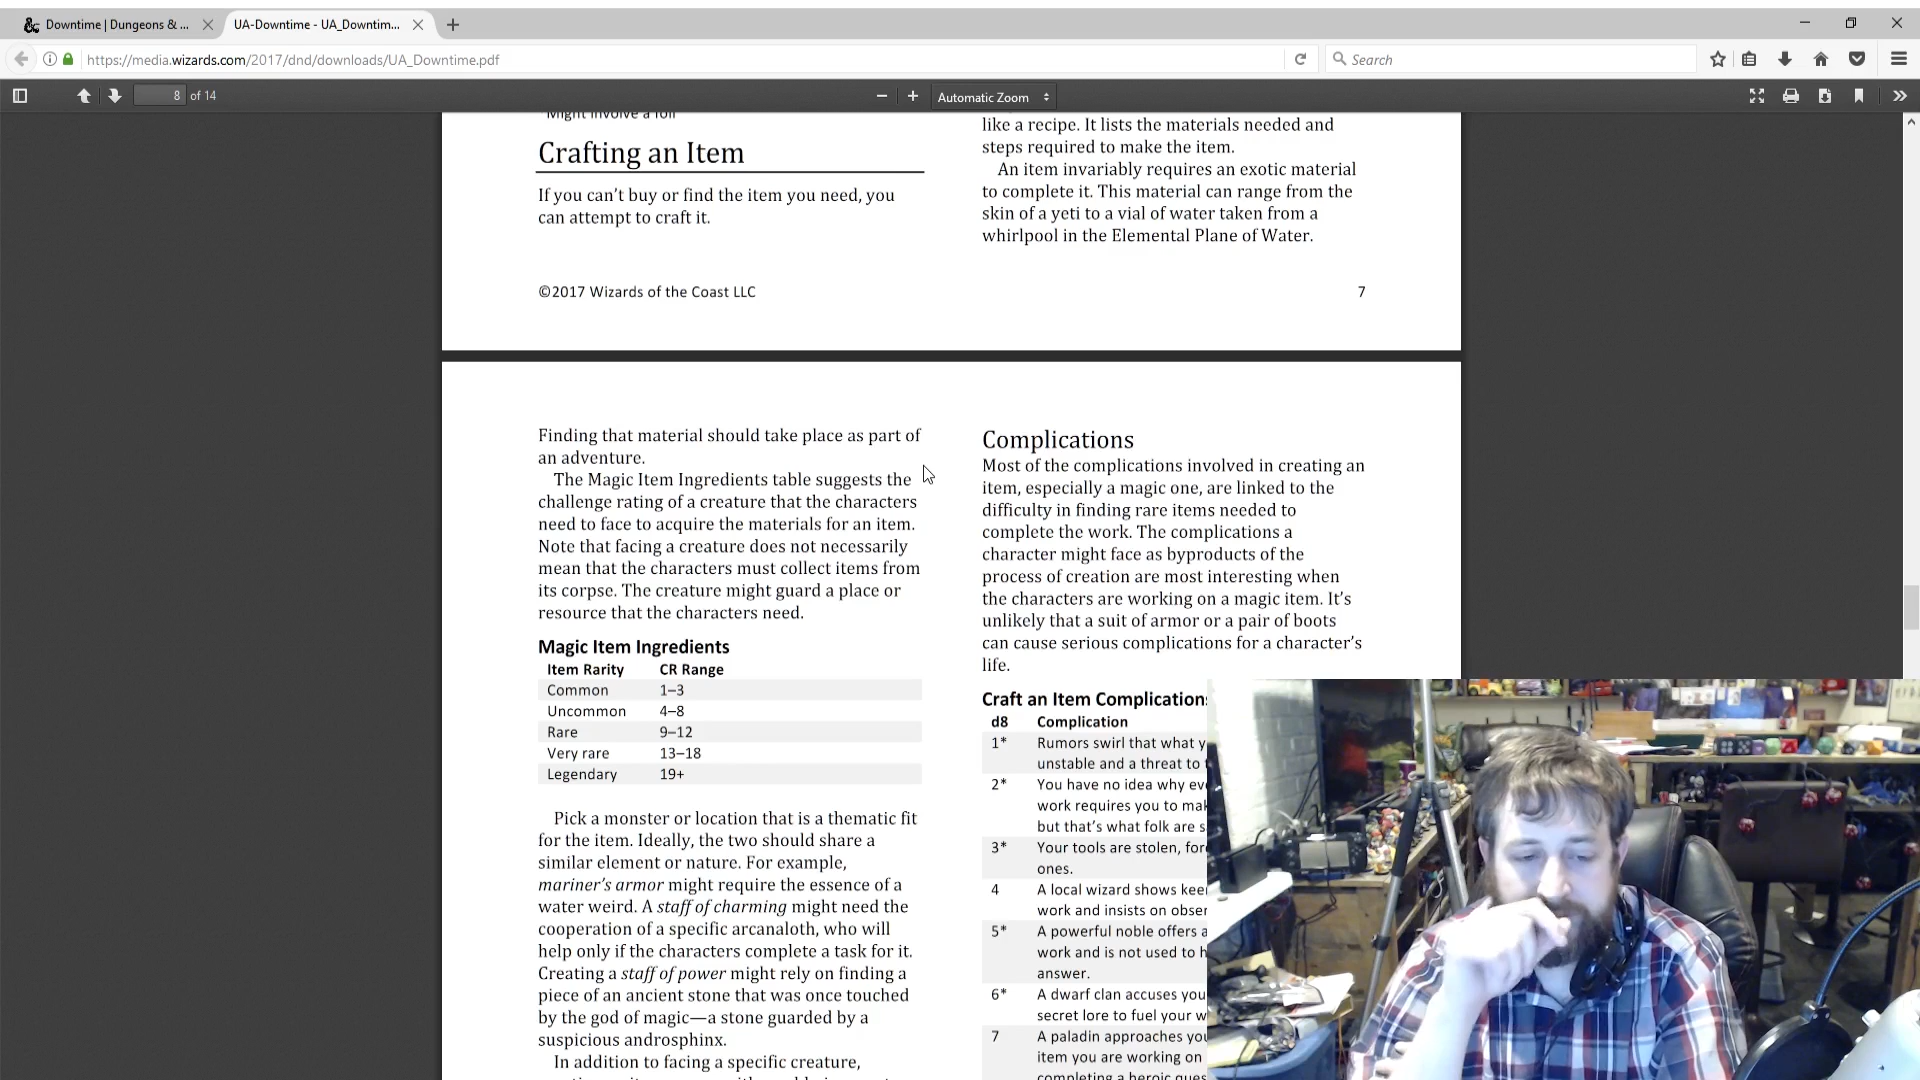 Downtime | Dungeons & ...
UA-Downtime - UA_Downtim...
https://media.wizards.com/2017/dnd/downloads/UA_Downtime.pdf
Search
8 of 14
Automatic Zoom
*Might involve a foil
Crafting an Item
If you can't buy or find the item you need, you
can attempt to craft it.
like a recipe. It lists the materials needed and
steps required to make the item.
An item invariably requires an exotic material
to complete it. This material can range from the
skin of a yeti to a vial of water taken from a
whirlpool in the Elemental Plane of Water.
©2017 Wizards of the Coast LLC
7
Finding that material should take place as part of
an adventure.
The Magic Item Ingredients table suggests the
challenge rating of a creature that the characters
need to face to acquire the materials for an item.
Note that facing a creature does not necessarily
mean that the characters must collect items from
its corpse. The creature might guard a place or
resource that the characters need.
Magic Item Ingredients
Item Rarity CR Range
Common 1–3
Uncommon 4–8
Rare 9–12
Very rare 13–18
Legendary 19+
Pick a monster or location that is a thematic fit
for the item. Ideally, the two should share a
similar element or nature. For example,
mariner's armor might require the essence of a
water weird. A staff of charming might need the
cooperation of a specific arcanaloth, who will
help only if the characters complete a task for it.
Creating a staff of power might rely on finding a
piece of an ancient stone that was once touched
by the god of magic—a stone guarded by a
suspicious androsphinx.
In addition to facing a specific creature,
Complications
Most of the complications involved in creating an
item, especially a magic one, are linked to the
difficulty in finding rare items needed to
complete the work. The complications a
character might face as byproducts of the
process of creation are most interesting when
the characters are working on a magic item. It's
unlikely that a suit of armor or a pair of boots
can cause serious complications for a character's
life.
Craft an Item Complications
d8 Complication
1* Rumors swirl that what y
unstable and a threat to
2* You have no idea why ev
work requires you to mak
but that's what folk are s
3* Your tools are stolen, for
ones.
4 A local wizard shows kee
work and insists on obser
5* A powerful noble offers a
work and is not used to h
answer.
6* A dwarf clan accuses you
secret lore to fuel your w
7 A paladin approaches you
item you are working on
completing a heroic ques